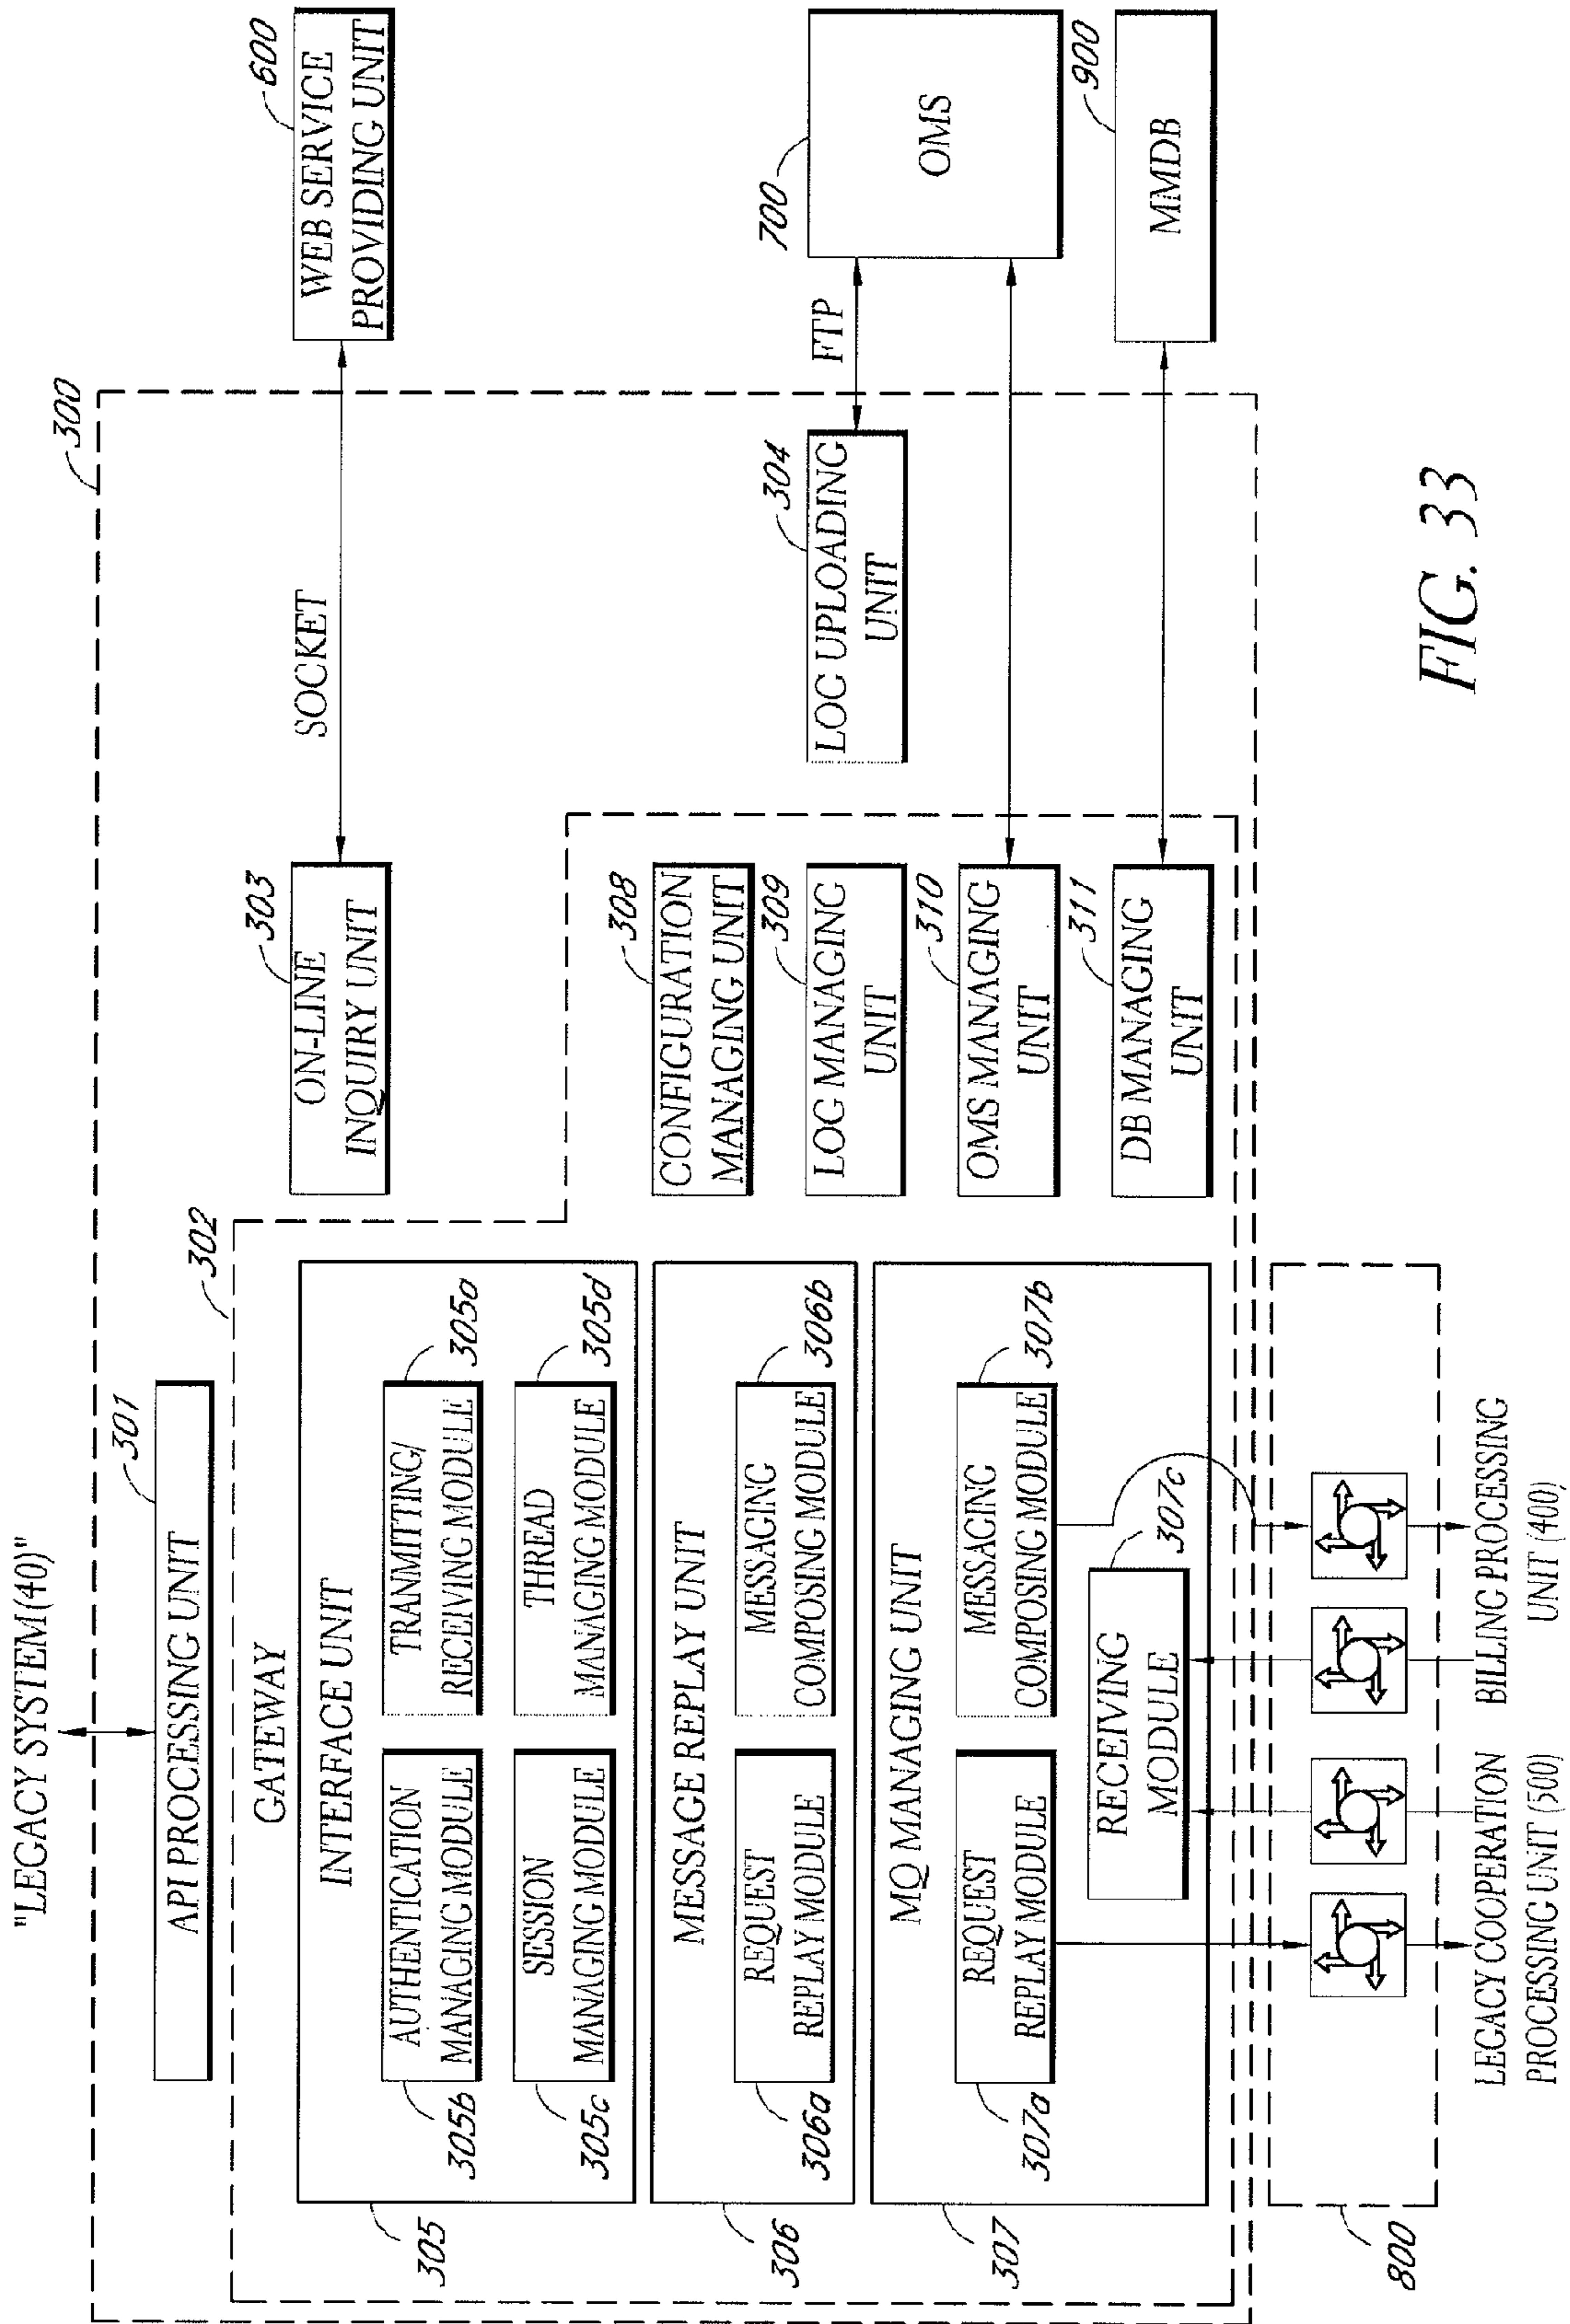 "LEGACY SYSTEM(40)"
300
301
API PROCESSING UNIT
302
GATEWAY
INTERFACE UNIT
305
AUTHENTICATION
MANAGING MODULE
305b
TRANMITTING/
RECEIVING MODULE
305a
SESSION
MANAGING MODULE
305c
THREAD
MANAGING MODULE
305d
MESSAGE REPLAY UNIT
306
REQUEST
REPLAY MODULE
306a
MESSAGING
COMPOSING MODULE
306b
MQ MANAGING UNIT
307
REQUEST
REPLAY MODULE
307a
MESSAGING
COMPOSING MODULE
307b
RECEIVING
MODULE
307c
303
ON-LINE
INQUIRY UNIT
SOCKET
600
WEB SERVICE
PROVIDING UNIT
308
CONFIGURATION
MANAGING UNIT
309
LOG MANAGING
UNIT
304
LOG UPLOADING
UNIT
FTP
700
OMS
310
OMS MANAGING
UNIT
311
DB MANAGING
UNIT
900
MMDB
800
LEGACY COOPERATION
PROCESSING UNIT (500)
BILLING PROCESSING
UNIT (400)
FIG. 33